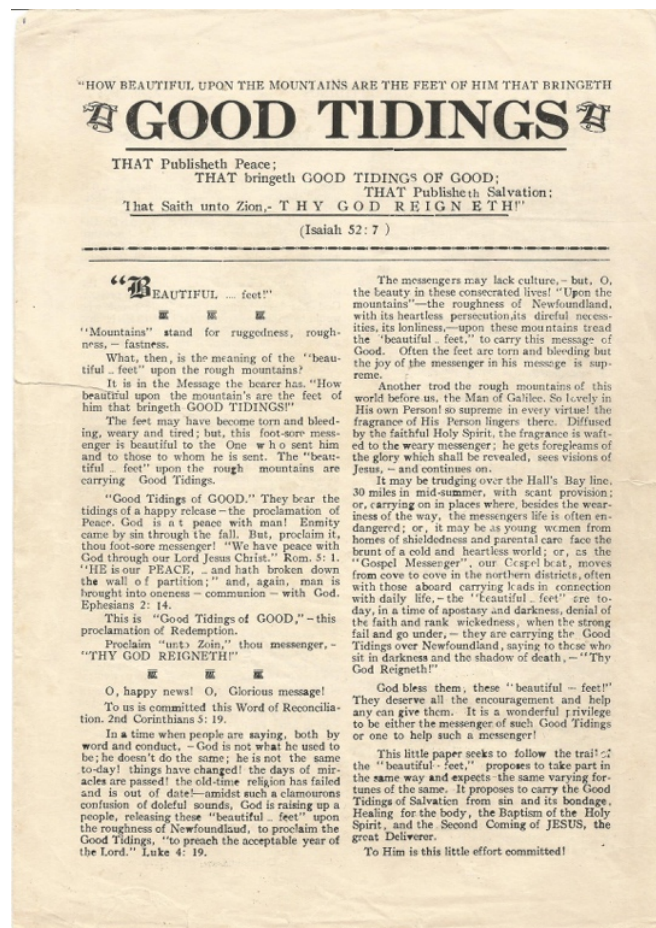 "HOW BEAUTIFUL UPON THE MOUNTAINS ARE THE FEET OF HIM THAT BRINGETH
GOOD TIDINGS
THAT Publisheth Peace;
THAT bringeth GOOD TIDINGS OF GOOD;
THAT Publisheth Salvation;
That Saith unto Zion,- THY GOD REIGNETH!"
(Isaiah 52: 7 )
"BEAUTIFUL .... feet!"
"Mountains" stand for ruggedness, rough-
ness, – fastness.
What, then, is the meaning of the "beau-
tiful .. feet" upon the rough mountains?
It is in the Message the bearer has. "How
beautiful upon the mountain's are the feet of
him that bringeth GOOD TIDINGS!"
The feet may have become torn and bleed-
ing, weary and tired; but, this foot-sore mess-
enger is beautiful to the One who sent him
and to those to whom he is sent. The "beau-
tiful .. feet" upon the rough mountains are
carrying Good Tidings.
"Good Tidings of GOOD." They bear the
tidings of a happy release – the proclamation of
Peace. God is at peace with man! Enmity
came by sin through the fall. But, proclaim it,
thou foot-sore messenger! "We have peace with
God through our Lord Jesus Christ." Rom. 5: 1.
"HE is our PEACE, .. and hath broken down
the wall of partition;" and, again, man is
brought into oneness – communion – with God.
Ephesians 2: 14.
This is "Good Tidings of GOOD," – this
proclamation of Redemption.
Proclaim "unto Zoin," thou messenger, –
"THY GOD REIGNETH!"
O, happy news! O, Glorious message!
To us is committed this Word of Reconcilia-
tion. 2nd Corinthians 5: 19.
In a time when people are saying, both by
word and conduct, – God is not what he used to
be; he doesn't do the same; he is not the same
to-day! things have changed! the days of mir-
acles are passed! the old-time religion has failed
and is out of date!—amidst such a clamourons
confusion of doleful sounds, God is raising up a
people, releasing these "beautiful .. feet" upon
the roughness of Newfoundlaud, to proclaim the
Good Tidings, "to preach the acceptable year of
the Lord." Luke 4: 19.
The messengers may lack culture, – but, O,
the beauty in these consecrated lives! "Upon the
mountains"—the roughness of Newfoundland,
with its heartless persecution,its direful necess-
ities, its lonliness,—upon these mountains tread
the "beautiful .. feet," to carry this message of
Good. Often the feet are torn and bleeding but
the joy of the messenger in his message is sup-
reme.
Another trod the rough mountains of this
world before us, the Man of Galilee. So lovely in
His own Person! so supreme in every virtue! the
fragrance of His Person lingers there. Diffused
by the faithful Holy Spirit, the fragrance is waft-
ed to the weary messenger; he gets foregleams of
the glory which shall be revealed, sees visions of
Jesus, – and continues on.
It may be trudging over the Hall's Bay line,
30 miles in mid-summer, with scant provision;
or, carrying on in places where, besides the wear-
iness of the way, the messengers life is often en-
dangered; or, it may be as young women from
homes of shieldedness and parental care face the
brunt of a cold and heartless world; or, as the
"Gospel Messenger", our Gospel boat, moves
from cove to cove in the northern districts, often
with those aboard carrying leads in connection
with daily life, – the "beautiful .. feet" are to-
day, in a time of apostasy and darkness, denial of
the faith and rank wickedness, when the strong
fail and go under, – they are carrying the Good
Tidings over Newfoundland, saying to those who
sit in darkness and the shadow of death, – "Thy
God Reigneth!"
God bless them, these "beautiful – feet!"
They deserve all the encouragement and help
any can give them. It is a wonderful privilege
to be either the messenger of such Good Tidings
or one to help such a messenger!
This little paper seeks to follow the trail of
the "beautiful - feet," proposes to take part in
the same way and expects the same varying for-
tunes of the same. It proposes to carry the Good
Tidings of Salvation from sin and its bondage,
Healing for the body, the Baptism of the Holy
Spirit, and the Second Coming of JESUS, the
great Deliverer.
To Him is this little effort committed!